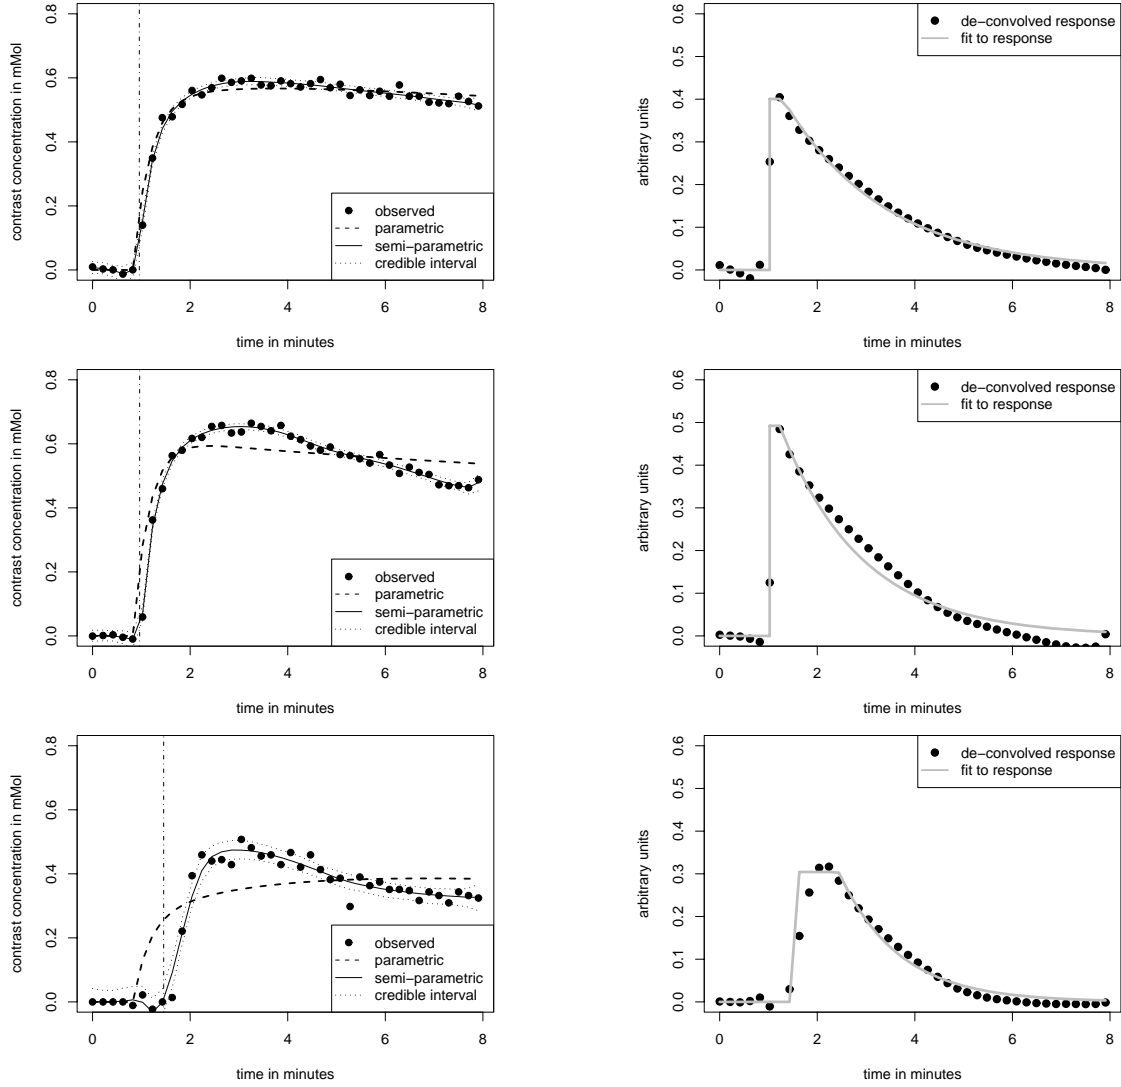 contrast concentration in mMol
0.0 0.2 0.4 0.6 0.8
observed
parametric
semi−parametric
credible interval
0 2 4 6 8
time in minutes
arbitrary units
0.0 0.1 0.2 0.3 0.4 0.5 0.6
de−convolved response
fit to response
0 2 4 6 8
time in minutes
contrast concentration in mMol
0.0 0.2 0.4 0.6 0.8
observed
parametric
semi−parametric
credible interval
0 2 4 6 8
time in minutes
arbitrary units
0.0 0.1 0.2 0.3 0.4 0.5 0.6
de−convolved response
fit to response
0 2 4 6 8
time in minutes
contrast concentration in mMol
0.0 0.2 0.4 0.6 0.8
observed
parametric
semi−parametric
credible interval
0 2 4 6 8
time in minutes
arbitrary units
0.0 0.1 0.2 0.3 0.4 0.5 0.6
de−convolved response
fit to response
0 2 4 6 8
time in minutes